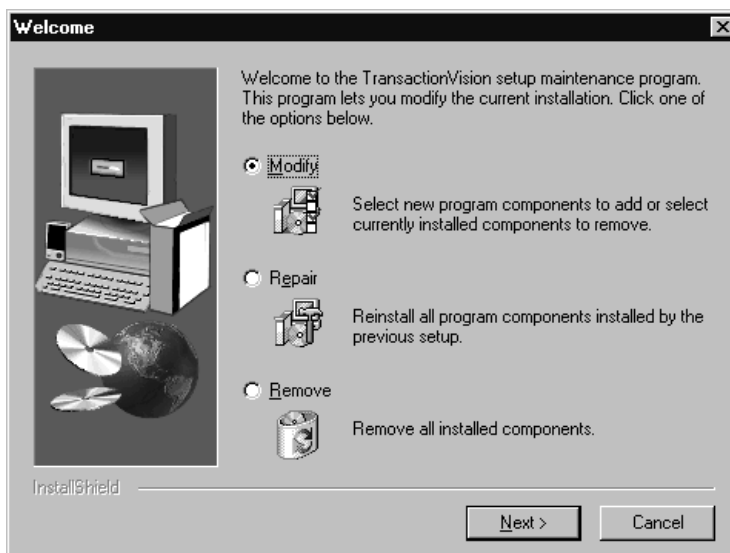 Welcome
Welcome to the TransactionVision setup maintenance program.
This program lets you modify the current installation. Click one of
the options below.
Modify
Select new program components to add or select
currently installed components to remove.
Repair
Reinstall all program components installed by the
previous setup.
Remove
Remove all installed components.
InstallShield
Next >
Cancel